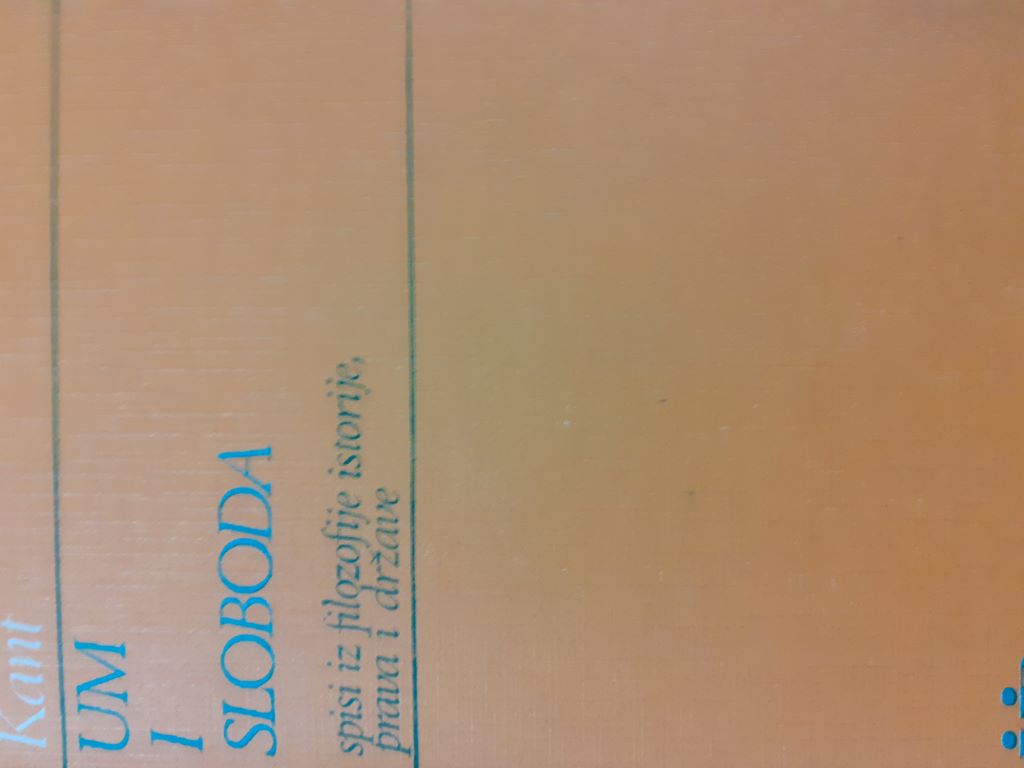 Kant
UM
I
SLOBODA
spisi iz filozofije istorije,
prava i države